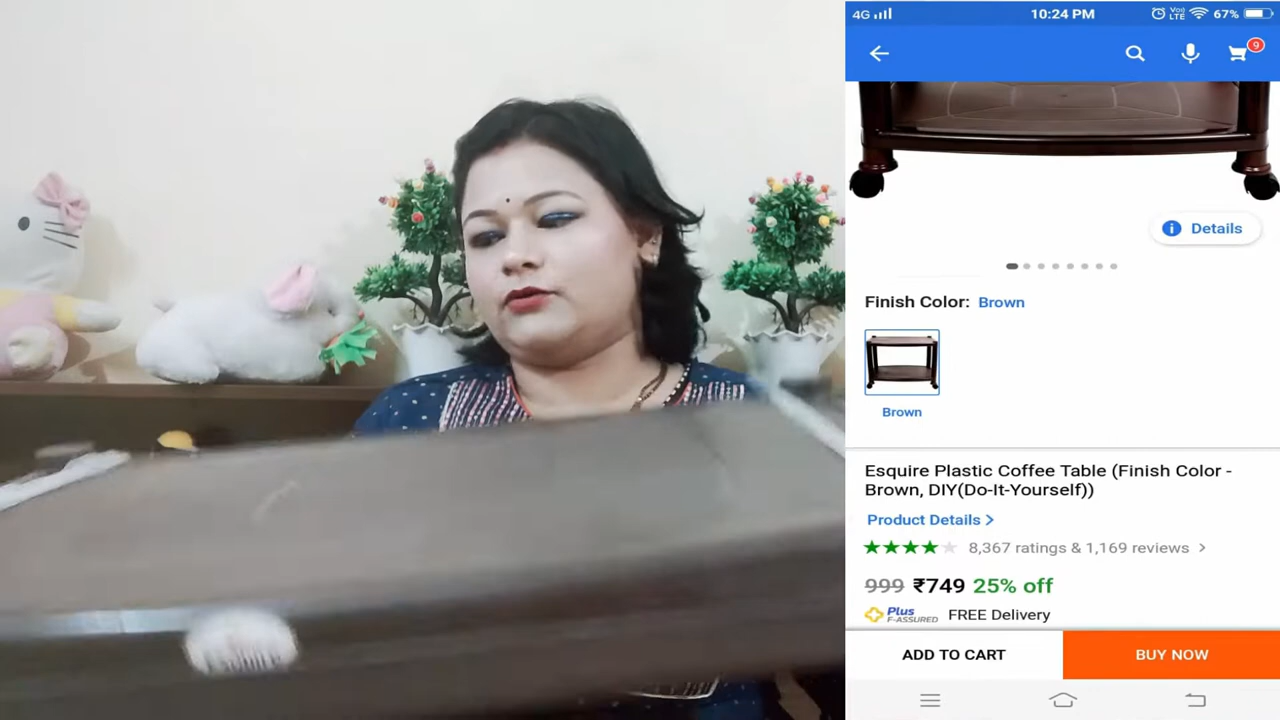 4G
10:24 PM
Vo) LTE
67%
9
Details
Finish Color: Brown
Brown
Esquire Plastic Coffee Table (Finish Color -
Brown, DIY(Do-It-Yourself))
Product Details
8,367 ratings & 1,169 reviews
999 ₹749 25% off
Plus
F-ASSURED
FREE Delivery
ADD TO CART
BUY NOW